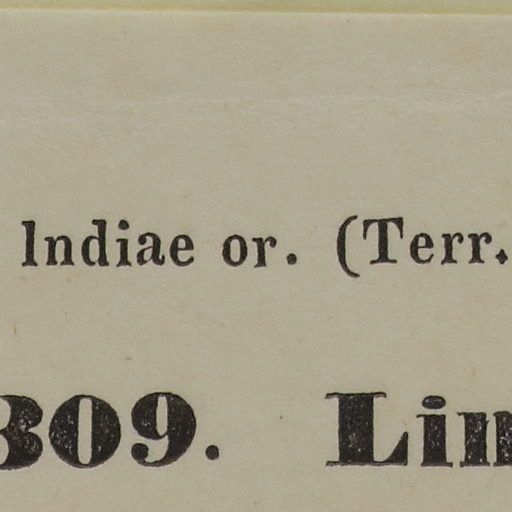 Indiae or. (Terr.
309. Lin